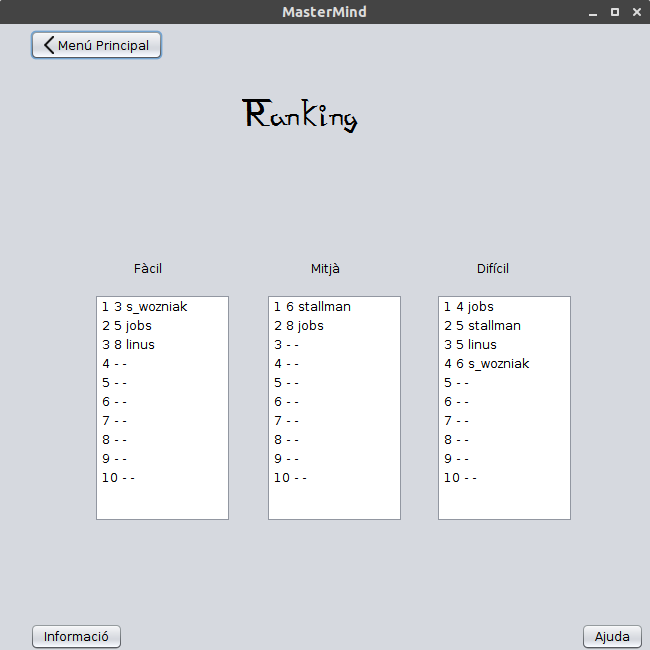 MasterMind
Menú Principal
Ranking
Fàcil
1 3 s_wozniak
2 5 jobs
3 8 linus
4 - -
5 - -
6 - -
7 - -
8 - -
9 - -
10 - -
Mitjà
1 6 stallman
2 8 jobs
3 - -
4 - -
5 - -
6 - -
7 - -
8 - -
9 - -
10 - -
Difícil
1 4 jobs
2 5 stallman
3 5 linus
4 6 s_wozniak
5 - -
6 - -
7 - -
8 - -
9 - -
10 - -
Informació
Ajuda